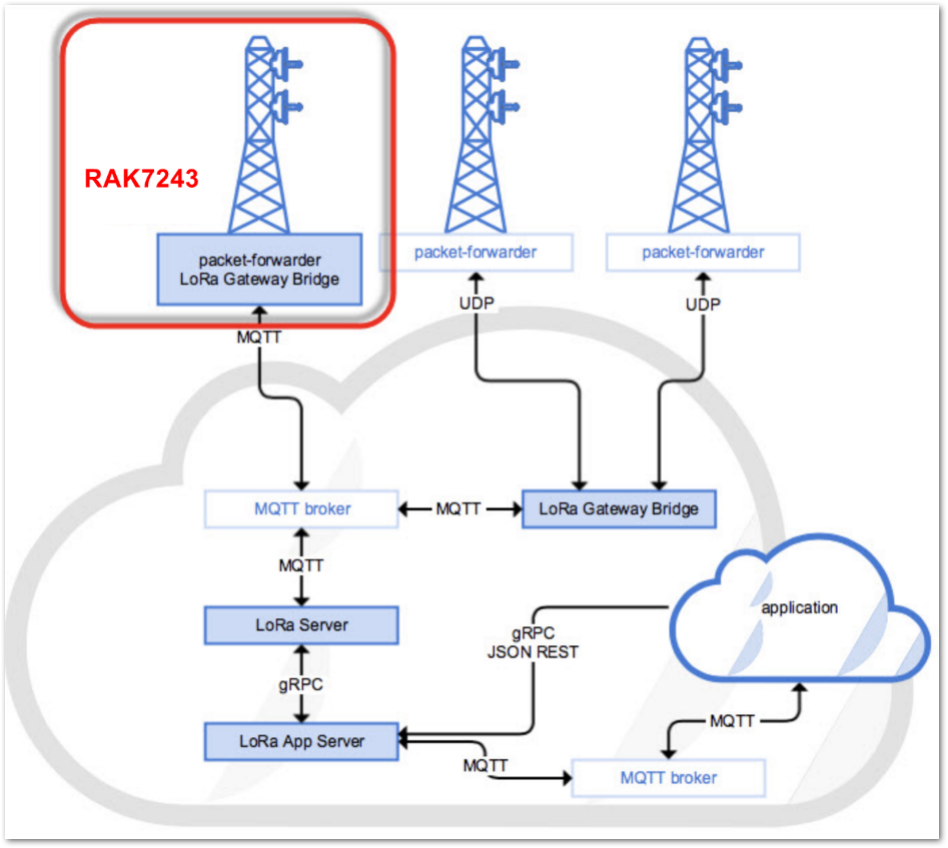 RAK7243
packet-forwarder
LoRa Gateway Bridge
packet-forwarder
packet-forwarder
MQTT
UDP
UDP
MQTT broker
MQTT
LoRa Gateway Bridge
MQTT
LoRa Server
application
gRPC
JSON REST
gRPC
LoRa App Server
MQTT
MQTT
MQTT broker